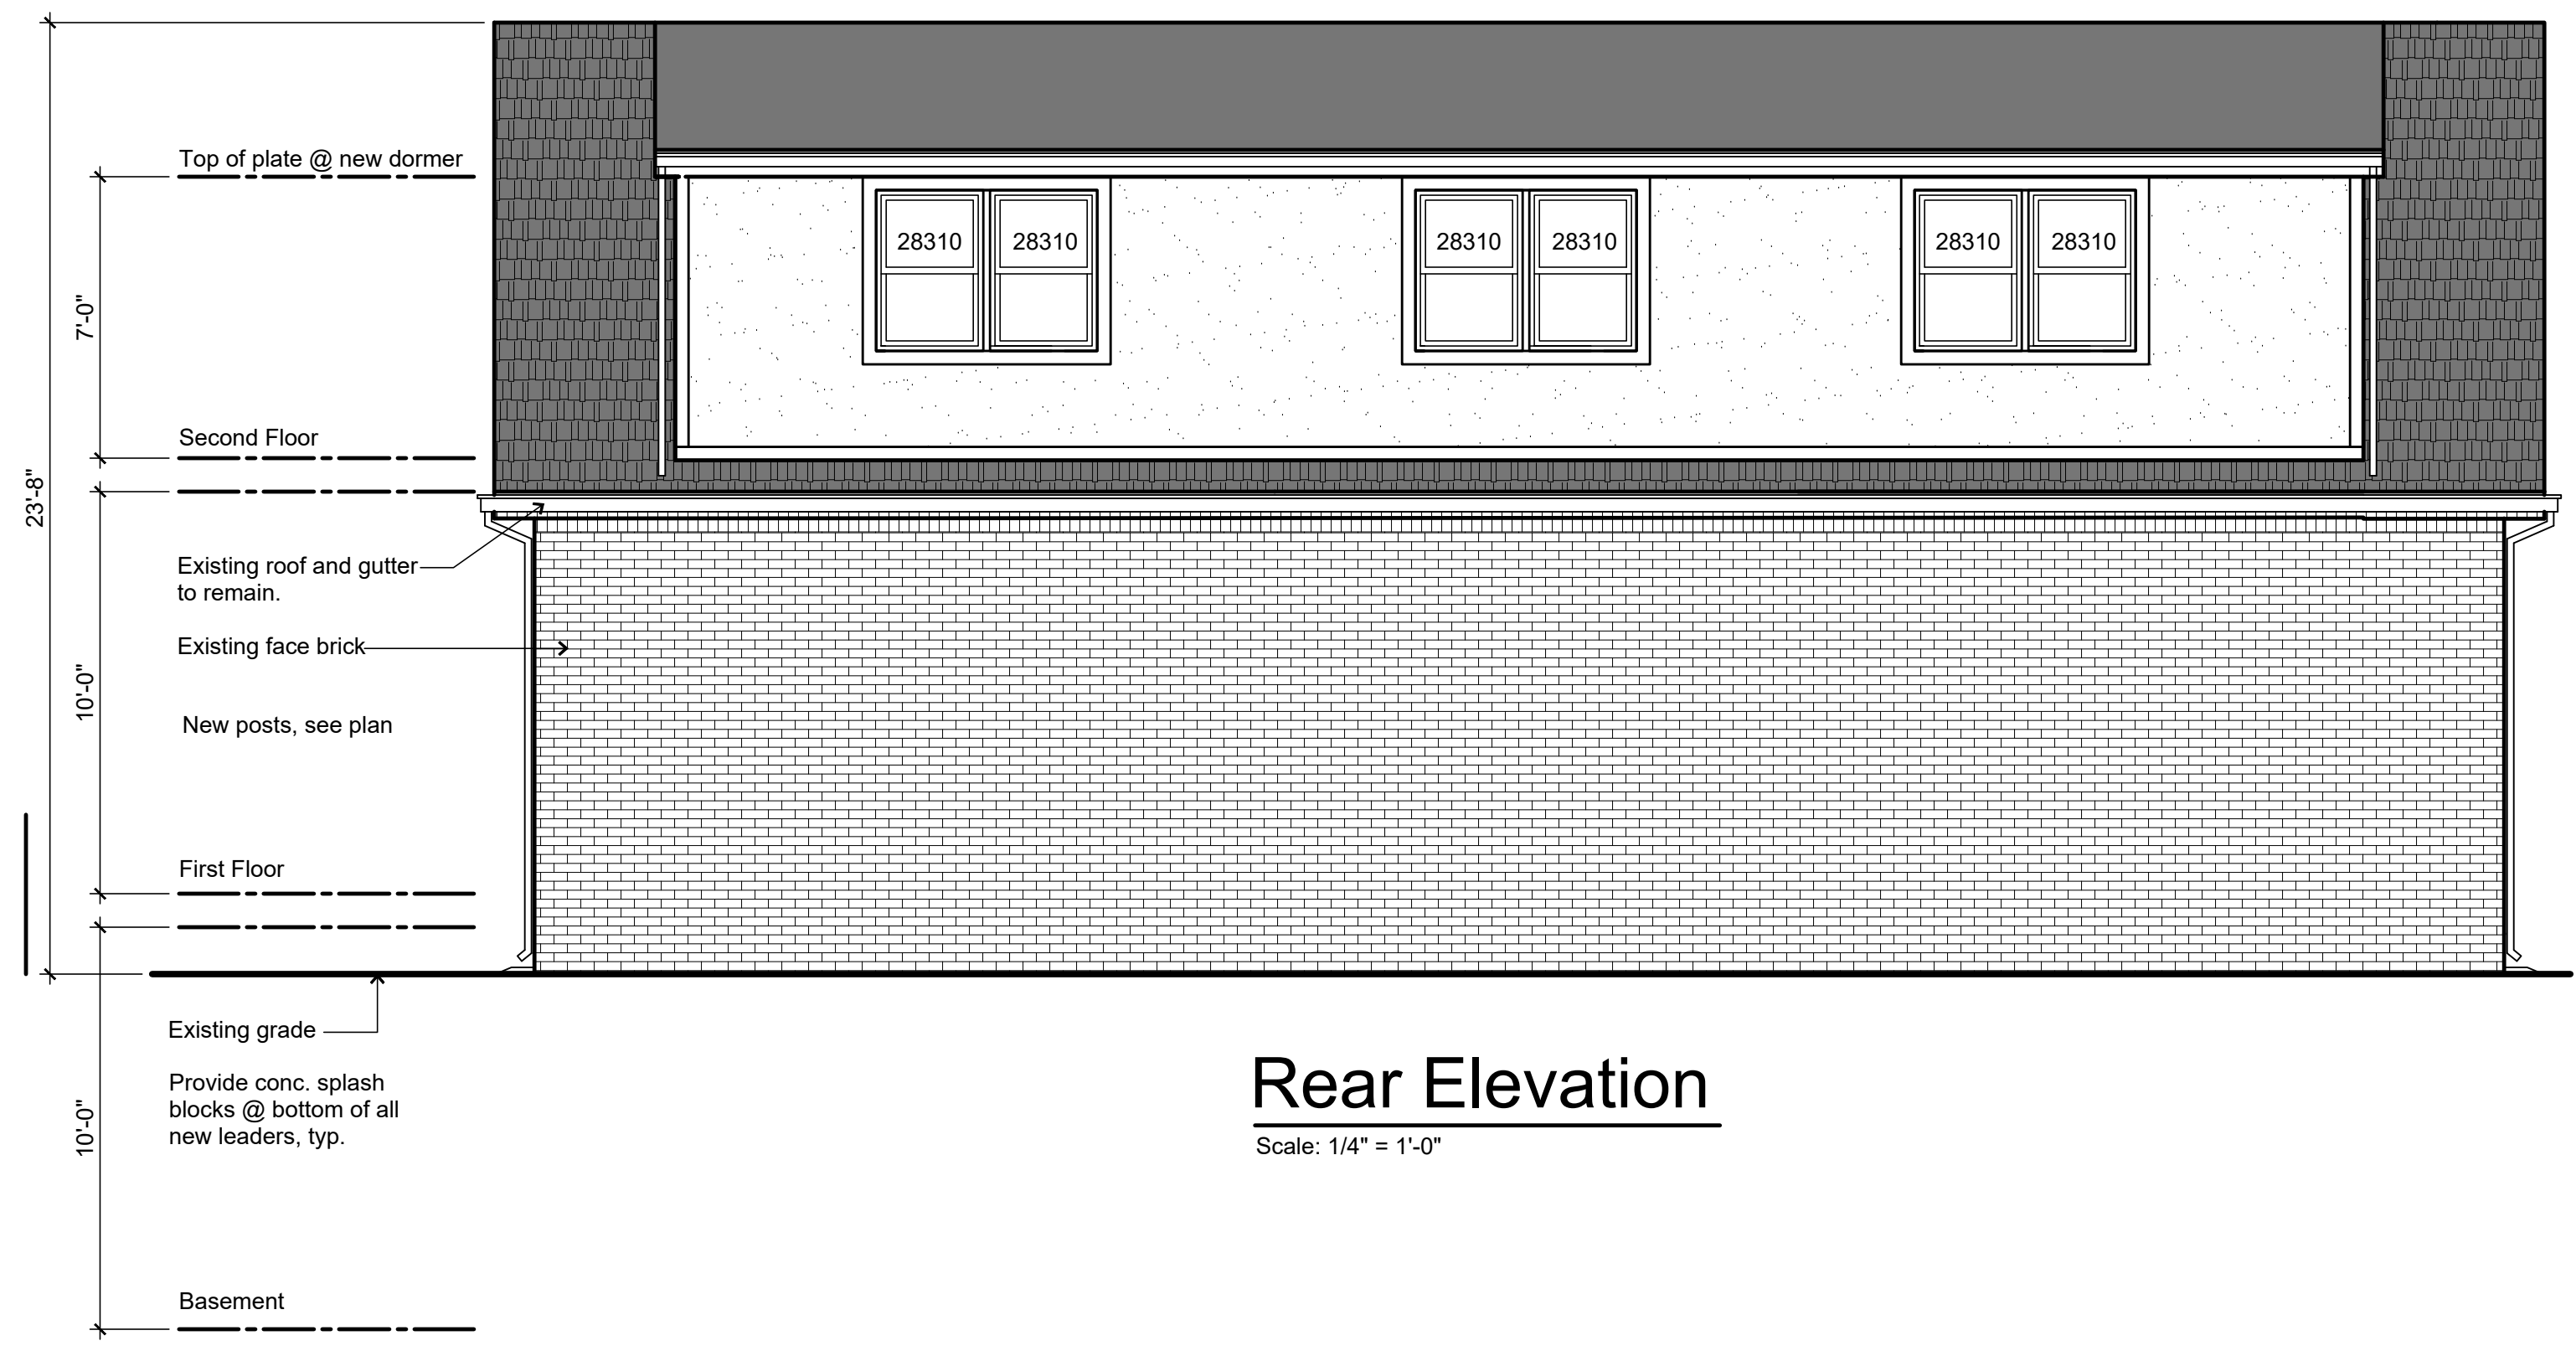 Top of plate @ new dormer
28310 28310 28310 28310 28310 28310
7'-0"
Second Floor
23'-8"
Existing roof and gutter
to remain.
Existing face brick
10'-0"
New posts, see plan
First Floor
Existing grade
Provide conc. splash
blocks @ bottom of all
new leaders, typ.
10'-0"
Basement
Rear Elevation
Scale: 1/4" = 1'-0"